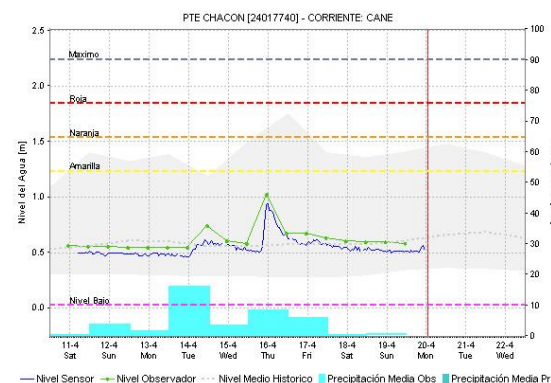 PTE CHACON [24017740] - CORRIENTE: CANE
2.5
2.0
1.5
1.0
0.5
0.0
Nivel del Agua [m]
Maximo
Roja
Naranja
Amarilla
Nivel Bajo
100
90
80
70
60
50
40
30
20
10
0
11-4 12-4 13-4 14-4 15-4 16-4 17-4 18-4 19-4 20-4 21-4 22-4
Sat Sun Mon Tue Wed Thu Fri Sat Sun Mon Tue Wed
Nivel Sensor Nivel Observador Nivel Medio Historico Precipitación Media Obs Precipitación Media Pr